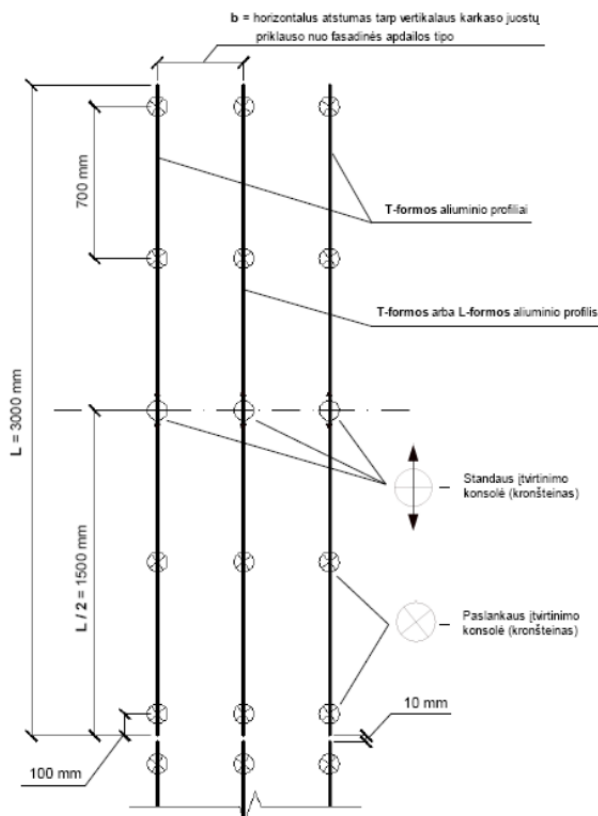 b = horizontalus atstumas tarp vertikalaus karkaso juostų
priklauso nuo fasadinės apdailos tipo
700 mm
T-formos aliuminio profiliai
T-formos arba L-formos aliuminio profilis
L = 3000 mm
L / 2 = 1500 mm
Standaus įtvirtinimo
konsolė (kronšteinas)
Paslankaus įtvirtinimo
konsolė (kronšteinas)
10 mm
100 mm